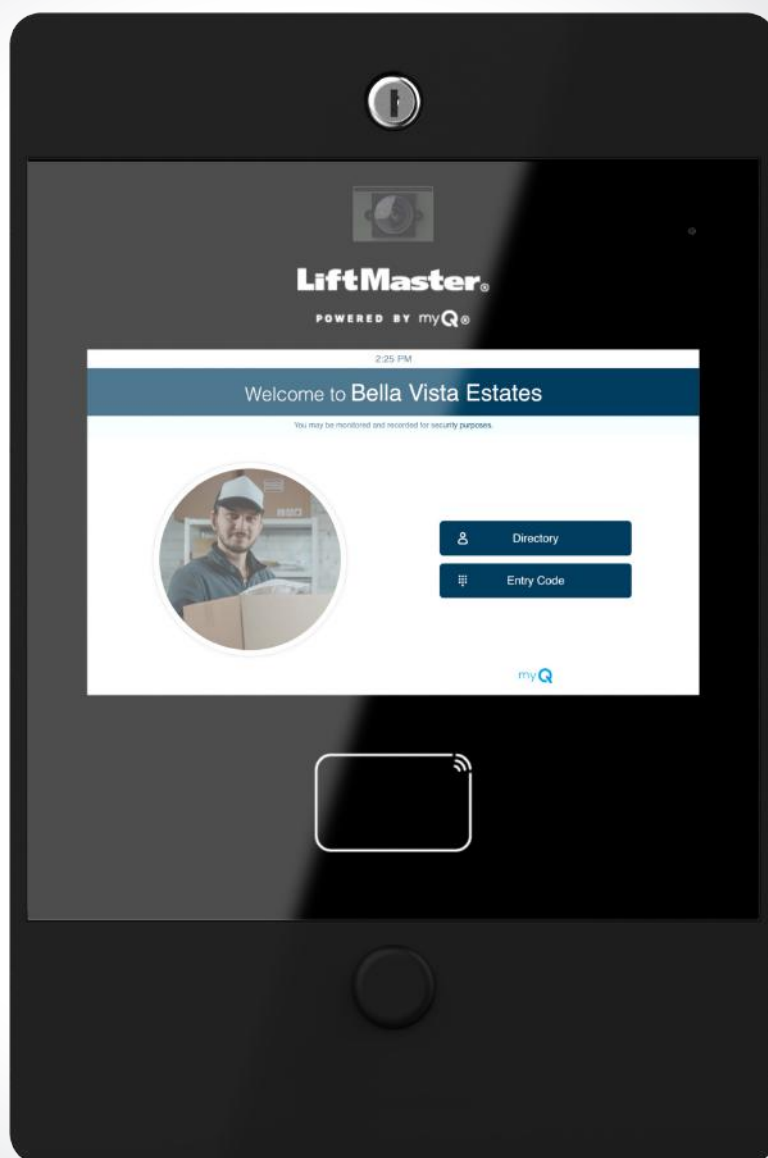 LiftMaster®
POWERED BY myQ®
2:25 PM
Welcome to Bella Vista Estates
You may be monitored and recorded for security purposes.
Directory
Entry Code
myQ